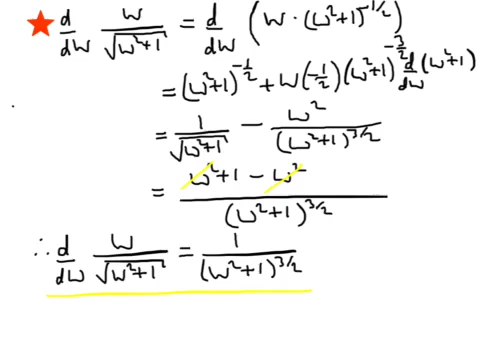 ★ d/dw w/√(w²+1) = d/dw (w · (w²+1)^(-1/2))
= (w²+1)^(-1/2) + w(-1/2)(w²+1)^(-3/2) d/dw (w²+1)
= 1/√(w²+1) − w²/(w²+1)^(3/2)
= (w²+1 − w²)/(w²+1)^(3/2)
∴ d/dw w/√(w²+1) = 1/(w²+1)^(3/2)